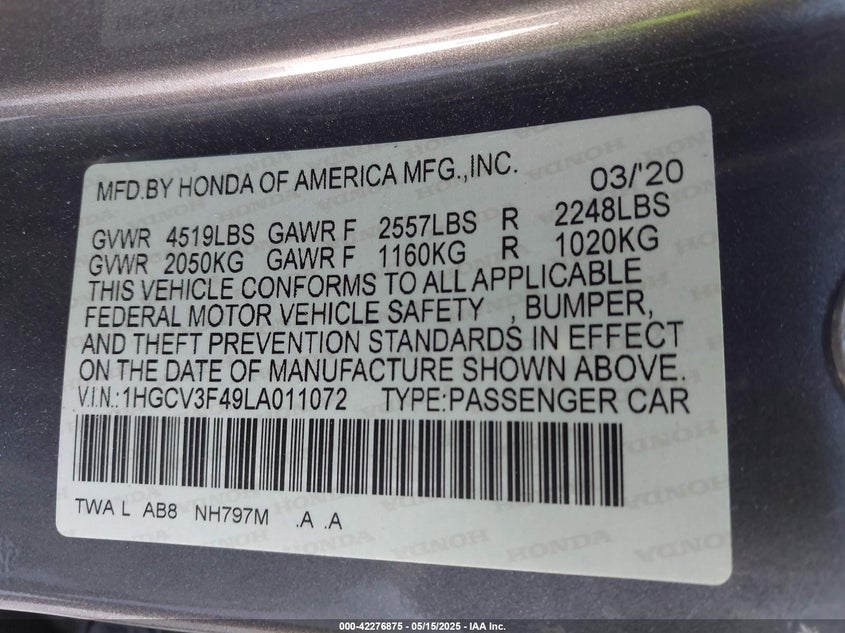 MFD.BY HONDA OF AMERICA MFG.,INC. 03/'20
GVWR 4519LBS GAWR F 2557LBS R 2248LBS
GVWR 2050KG GAWR F 1160KG R 1020KG
THIS VEHICLE CONFORMS TO ALL APPLICABLE
FEDERAL MOTOR VEHICLE SAFETY , BUMPER,
AND THEFT PREVENTION STANDARDS IN EFFECT
ON THE DATE OF MANUFACTURE SHOWN ABOVE.
V.I.N.:1HGCV3F49LA011072 TYPE:PASSENGER CAR
TWA L AB8 NH797M .A .A
000-42276875 — 05/15/2025 — IAA Inc.